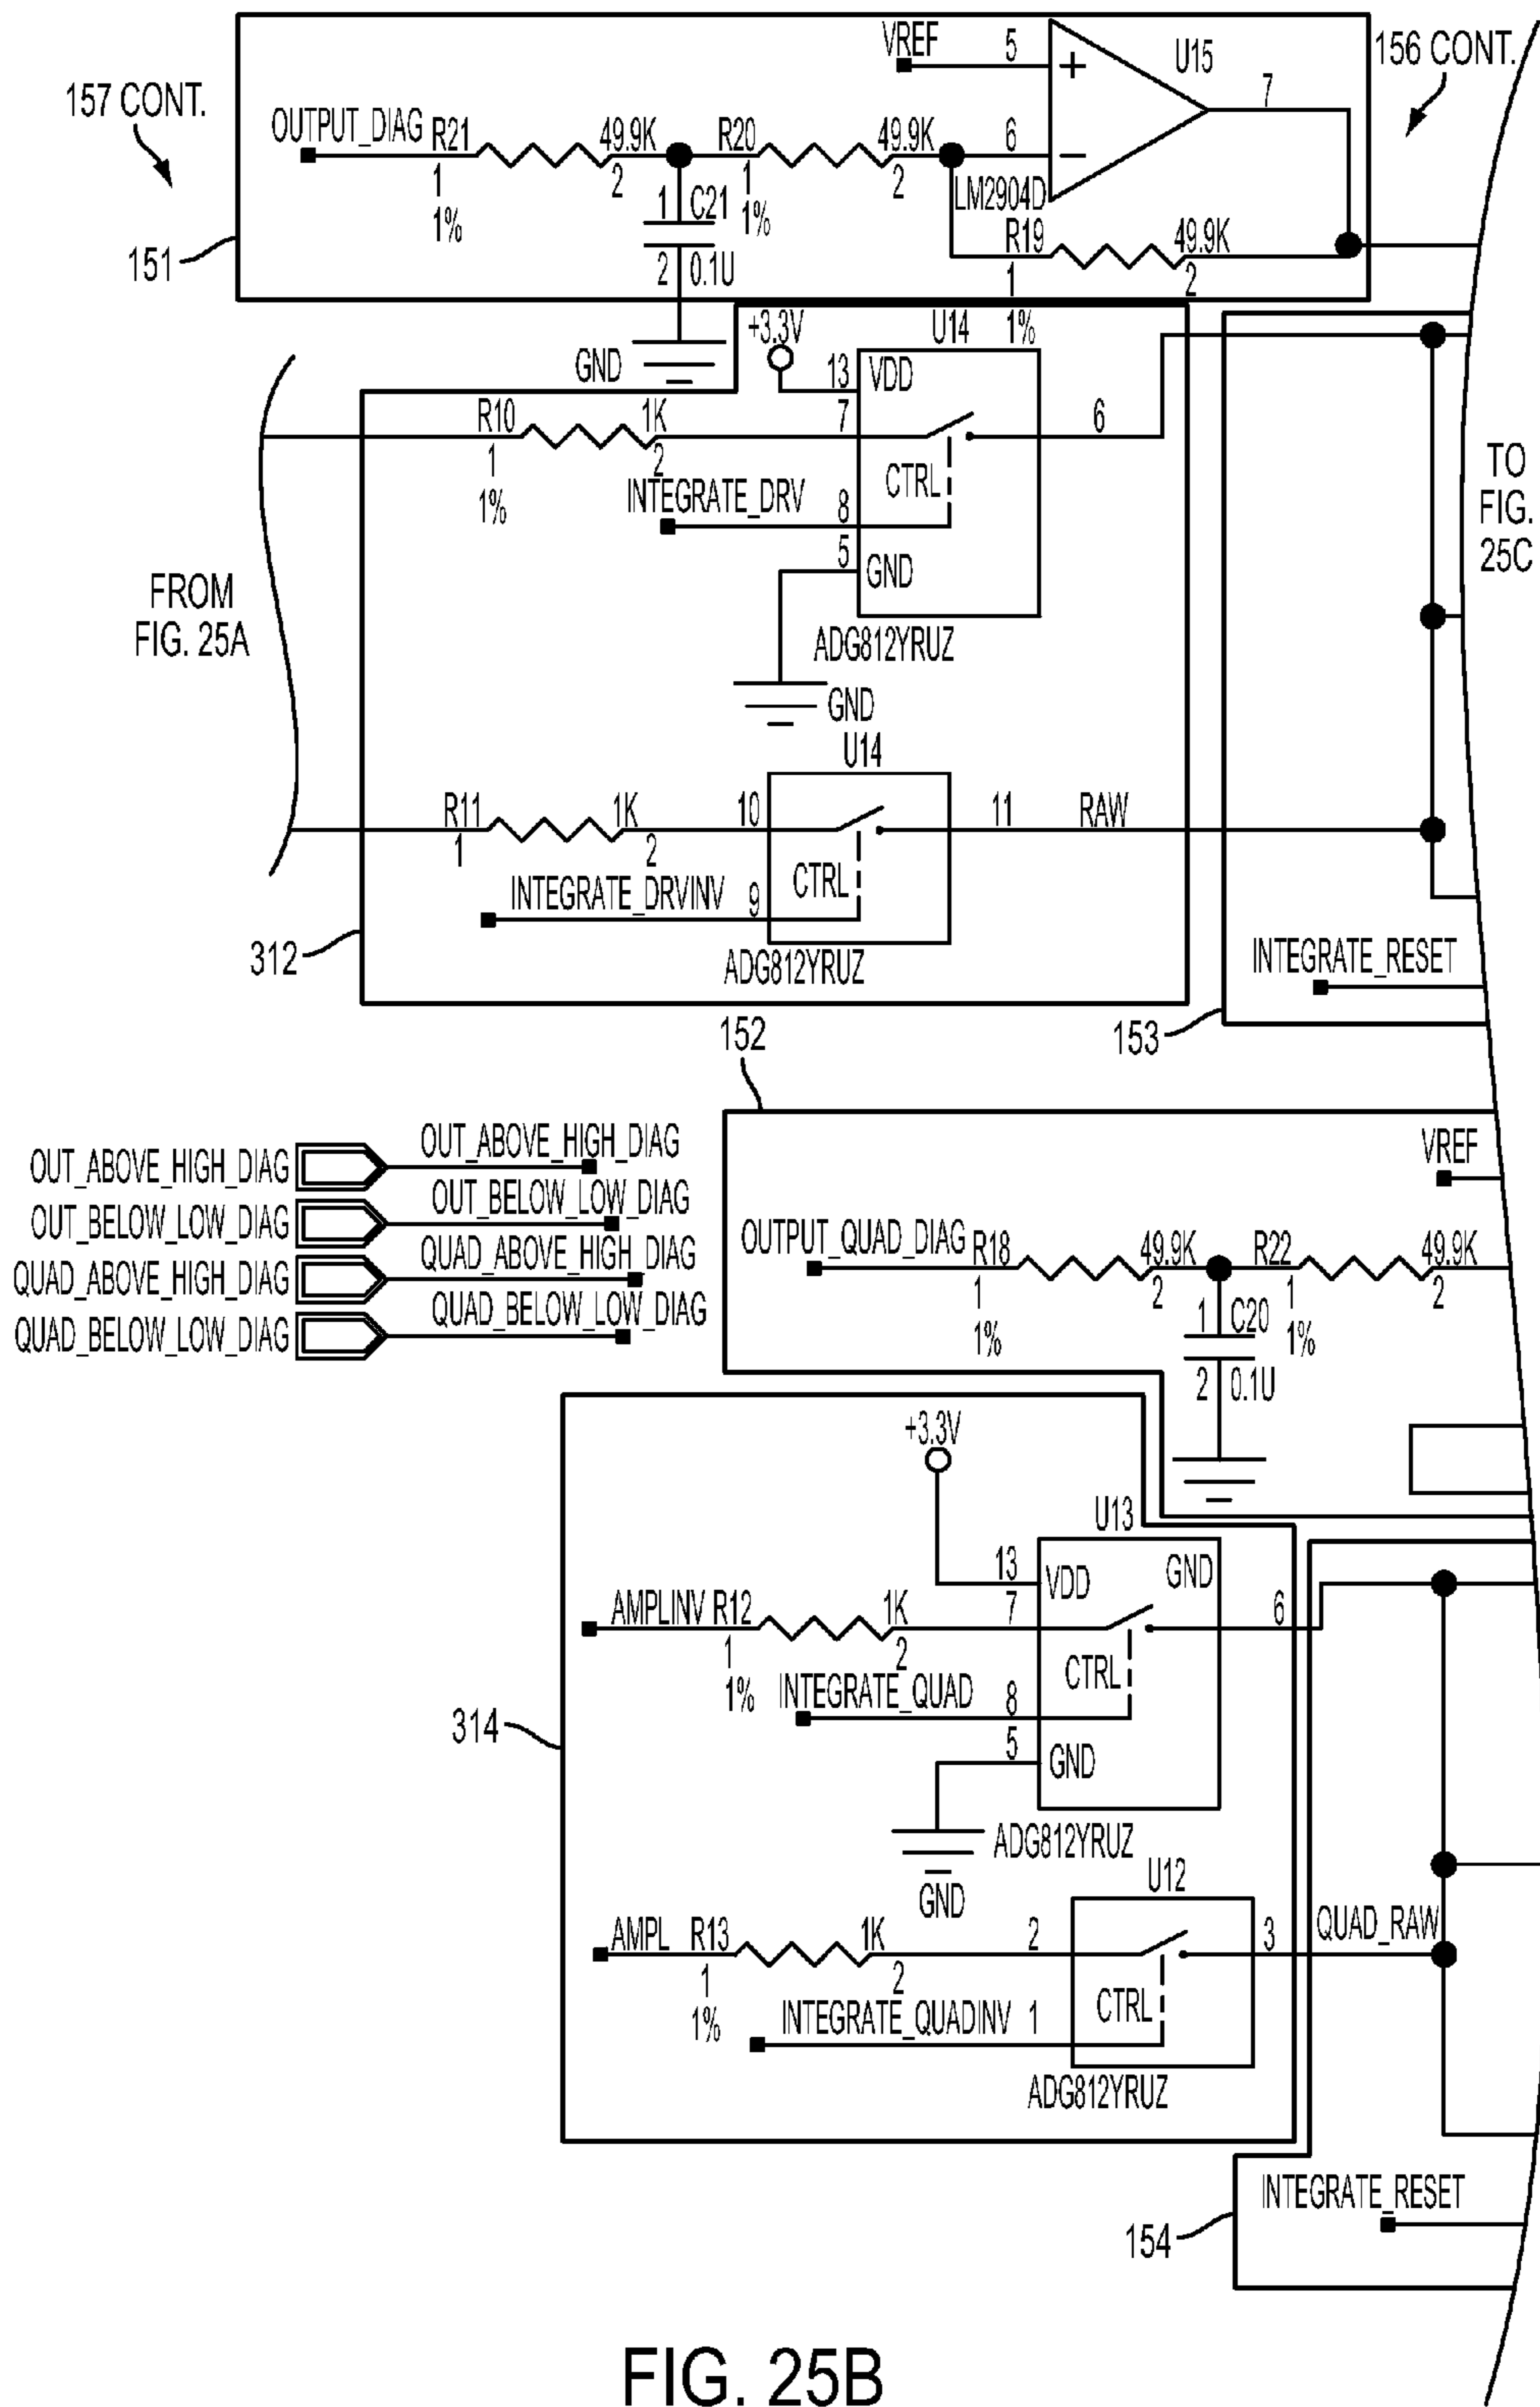 157 CONT.
156 CONT.
VREF
5
U15
7
OUTPUT_DIAG
R21
49.9K
R20
49.9K
6
1
2
1
2
1%
1%
LM2904D
1
C21
2
0.1U
R19
49.9K
1
2
1%
151
GND
+3.3V
U14
13
VDD
R10
1K
7
6
1
2
1%
INTEGRATE_DRV
CTRL
8
5
GND
FROM
FIG. 25A
TO
FIG.
25C
ADG812YRUZ
GND
U14
R11
1K
10
11
RAW
1
2
CTRL
INTEGRATE_DRVINV
9
312
ADG812YRUZ
INTEGRATE_RESET
153
152
OUT_ABOVE_HIGH_DIAG
OUT_ABOVE_HIGH_DIAG
OUT_BELOW_LOW_DIAG
OUT_BELOW_LOW_DIAG
QUAD_ABOVE_HIGH_DIAG
QUAD_ABOVE_HIGH_DIAG
QUAD_BELOW_LOW_DIAG
QUAD_BELOW_LOW_DIAG
VREF
OUTPUT_QUAD_DIAG
R18
49.9K
R22
49.9K
1
2
1
2
1%
1%
1
C20
2
0.1U
+3.3V
U13
13
VDD
GND
AMPLINV
R12
1K
7
6
1
2
1%
INTEGRATE_QUAD
8
CTRL
5
GND
314
ADG812YRUZ
GND
U12
AMPL
R13
1K
2
3
QUAD_RAW
1
2
1%
INTEGRATE_QUADINV
1
CTRL
ADG812YRUZ
INTEGRATE_RESET
154
FIG. 25B